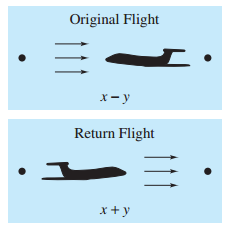 Original Flight
x − y
Return Flight
x + y